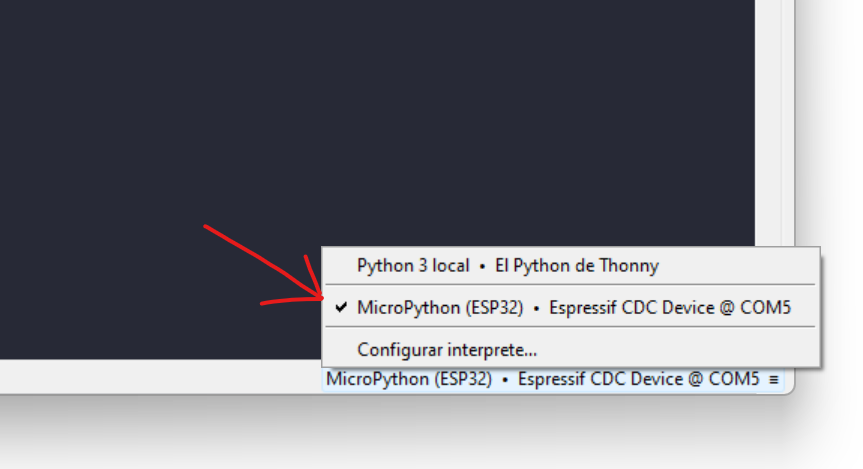 Python 3 local • El Python de Thonny
✔ MicroPython (ESP32) • Espressif CDC Device @ COM5
Configurar interprete...
MicroPython (ESP32) • Espressif CDC Device @ COM5 ≡